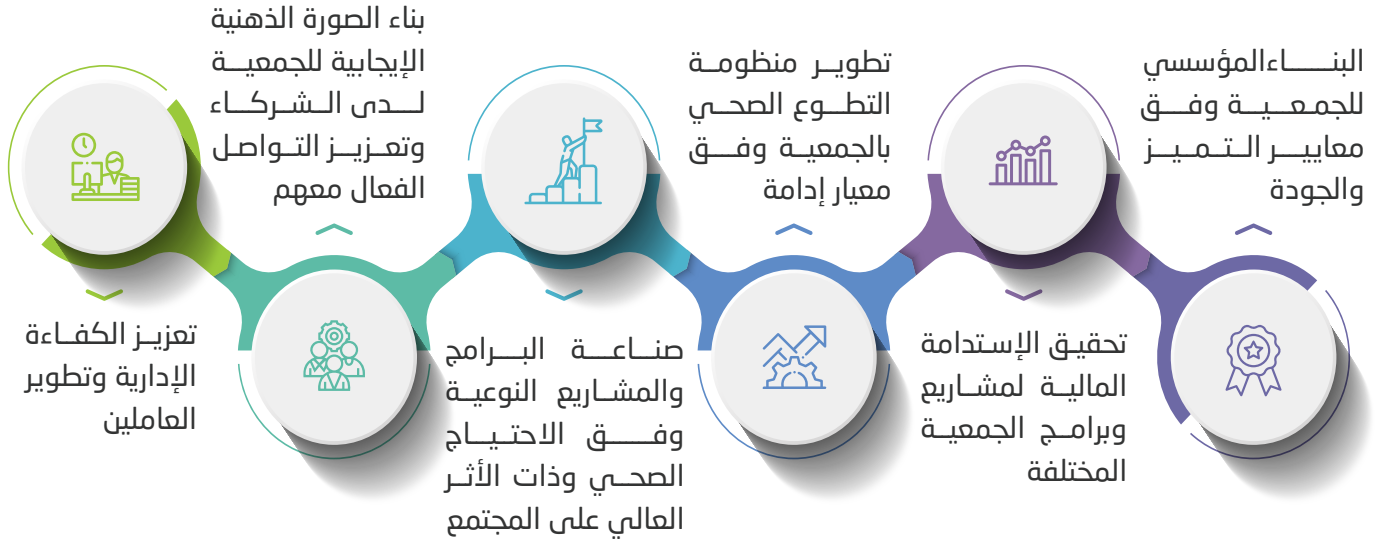 البناءالمؤسسي
للجمعية وفق
معايير التميز
والجودة
تحقيق الإستدامة
المالية لمشاريع
وبرامج الجمعية
المختلفة
تطوير منظومة
التطوع الصحي
بالجمعية وفق
معيار إدامة
صناعة البرامج
والمشاريع النوعية
وفق الاحتياج
الصحي وذات الأثر
العالي على المجتمع
بناء الصورة الذهنية
الإيجابية للجمعية
لدى الشركاء
وتعزيز التواصل
الفعال معهم
تعزيز الكفاءة
الإدارية وتطوير
العاملين